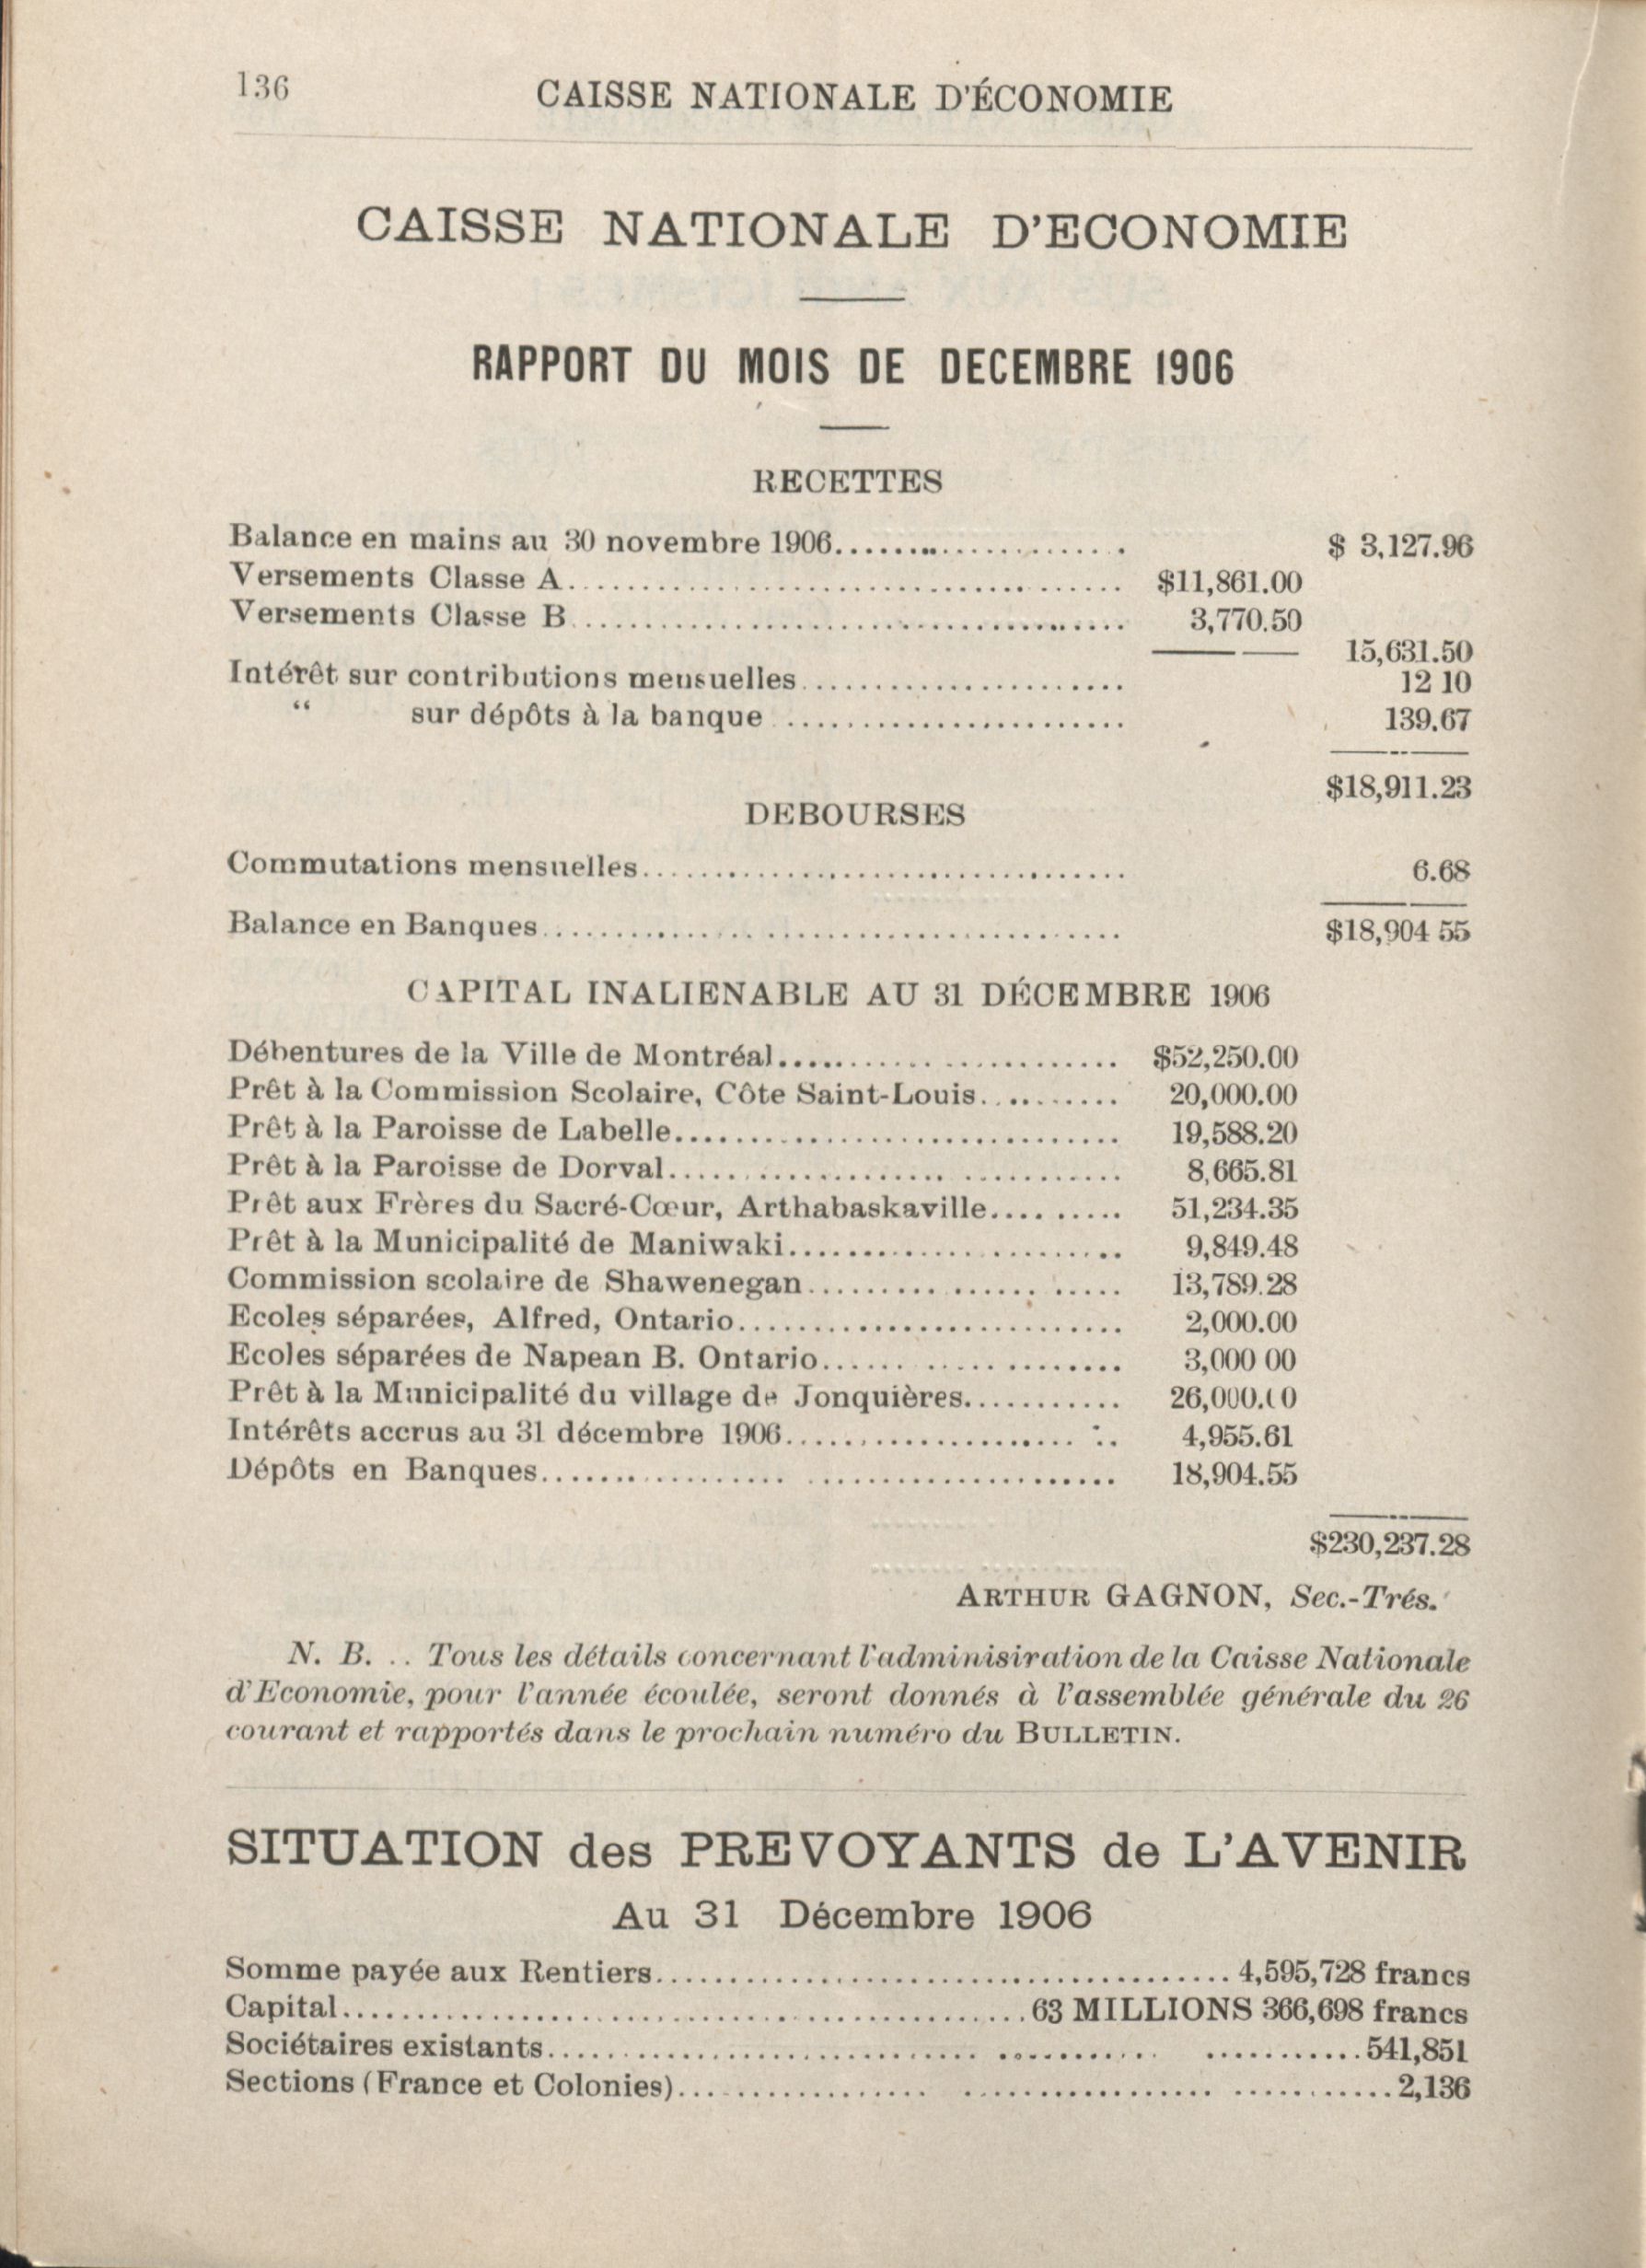 136 CAISSE NATIONALE D'ÉCONOMIE
CAISSE NATIONALE D'ECONOMIE
RAPPORT DU MOIS DE DECEMBRE 1906
RECETTES
Balance en mains au 30 novembre 1906........................ $ 3,127.96
Versements Classe A........................................ $11,861.00
Versements Classe B........................................ 3,770.50
15,631.50
Intérêt sur contributions mensuelles...................... 12 10
“ sur dépôts à la banque ....................... 139.67
$18,911.23
DEBOURSES
Commutations mensuelles.................................. 6.68
Balance en Banques........................................ $18,904 55
CAPITAL INALIENABLE AU 31 DÉCEMBRE 1906
Débentures de la Ville de Montréal........................ $52,250.00
Prêt à la Commission Scolaire, Côte Saint-Louis........... 20,000.00
Prêt à la Paroisse de Labelle............................... 19,588.20
Prêt à la Paroisse de Dorval............................... 8,665.81
Prêt aux Frères du Sacré-Cœur, Arthabaskaville.... ..... 51,234.35
Prêt à la Municipalité de Maniwaki....................... 9,849.48
Commission scolaire de Shawenegan................ ..... 13,789.28
Ecoles séparées, Alfred, Ontario........................... 2,000.00
Ecoles séparées de Napean B. Ontario...... ............. 3,000 00
Prêt à la Municipalité du village de Jonquières........... 26,000.00
Intérêts accrus au 31 décembre 1906.................... .. 4,955.61
Dépôts en Banques................. ..................... 18,904.55
$230,237.28
ARTHUR GAGNON, Sec.-Trés.
N. B. .. Tous les détails concernant l'adminisiration de la Caisse Nationale
d'Economie, pour l'année écoulée, seront donnés à l'assemblée générale du 26
courant et rapportés dans le prochain numéro du BULLETIN.
SITUATION des PREVOYANTS de L'AVENIR
Au 31 Décembre 1906
Somme payée aux Rentiers........................................ 4,595,728 francs
Capital................................................63 MILLIONS 366,698 francs
Sociétaires existants.............................. ........... ...........541,851
Sections (France et Colonies)................. ................. ...........2,136